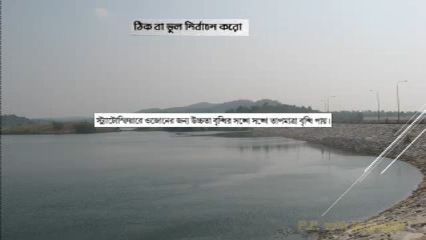 ঠিক বা ভুল নির্বাচন করো
স্ট্র্যাটোস্ফিয়ারে ওজোনের জন্য উচ্চতা বৃদ্ধির সঙ্গে সঙ্গে তাপমাত্রা বৃদ্ধি পায়।